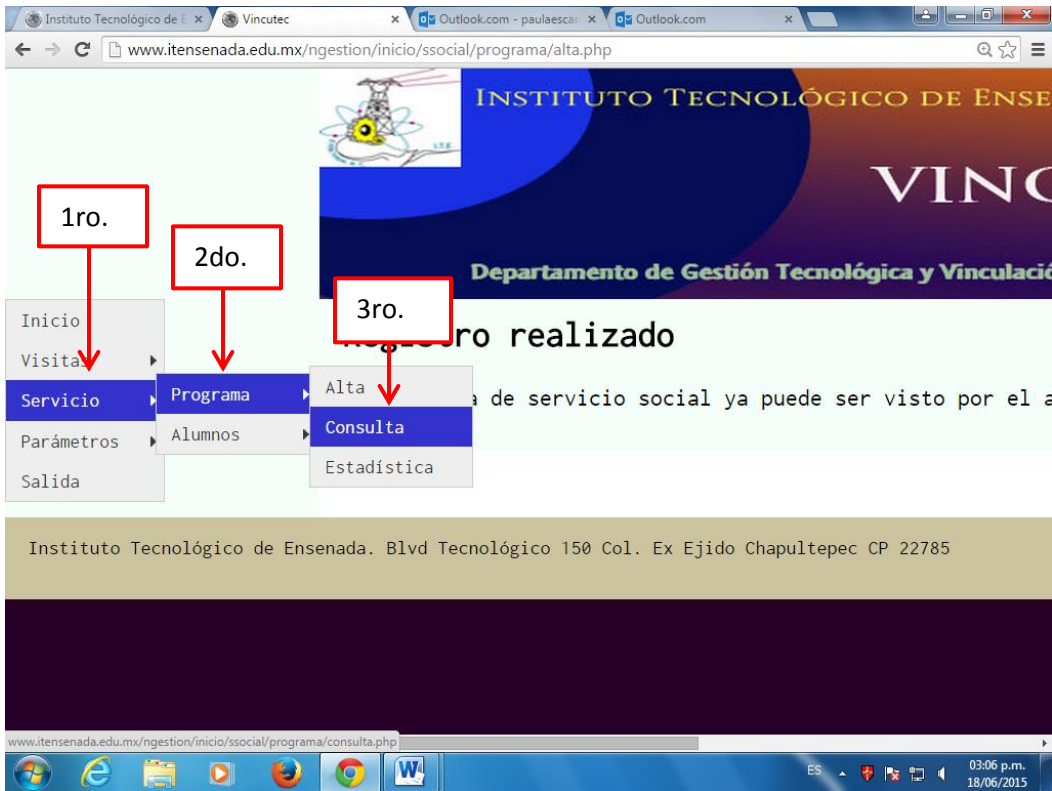 Instituto Tecnológico de E
Vincutec
Outlook.com - paulaescar
Outlook.com
www.itensenada.edu.mx/ngestion/inicio/ssocial/programa/alta.php
INSTITUTO TECNOLÓGICO DE ENSE
VINC
Departamento de Gestión Tecnológica y Vinculació
1ro.
2do.
3ro.
Inicio
Visitas
Servicio
Parámetros
Salida
Programa
Alumnos
Alta
Consulta
Estadística
Registro realizado
a de servicio social ya puede ser visto por el a
Instituto Tecnológico de Ensenada. Blvd Tecnológico 150 Col. Ex Ejido Chapultepec CP 22785
www.itensenada.edu.mx/ngestion/inicio/ssocial/programa/consulta.php
ES
03:06 p.m.
18/06/2015